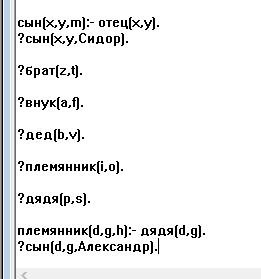 сын(x,y,m):- отец(x,y).
?сын(x,y,Сидор).
?брат(z,t).
?внук(a,f).
?дед(b,v).
?племянник(i,o).
?дядя(p,s).
племянник(d,g,h):- дядя(d,g).
?сын(d,g,Александр).